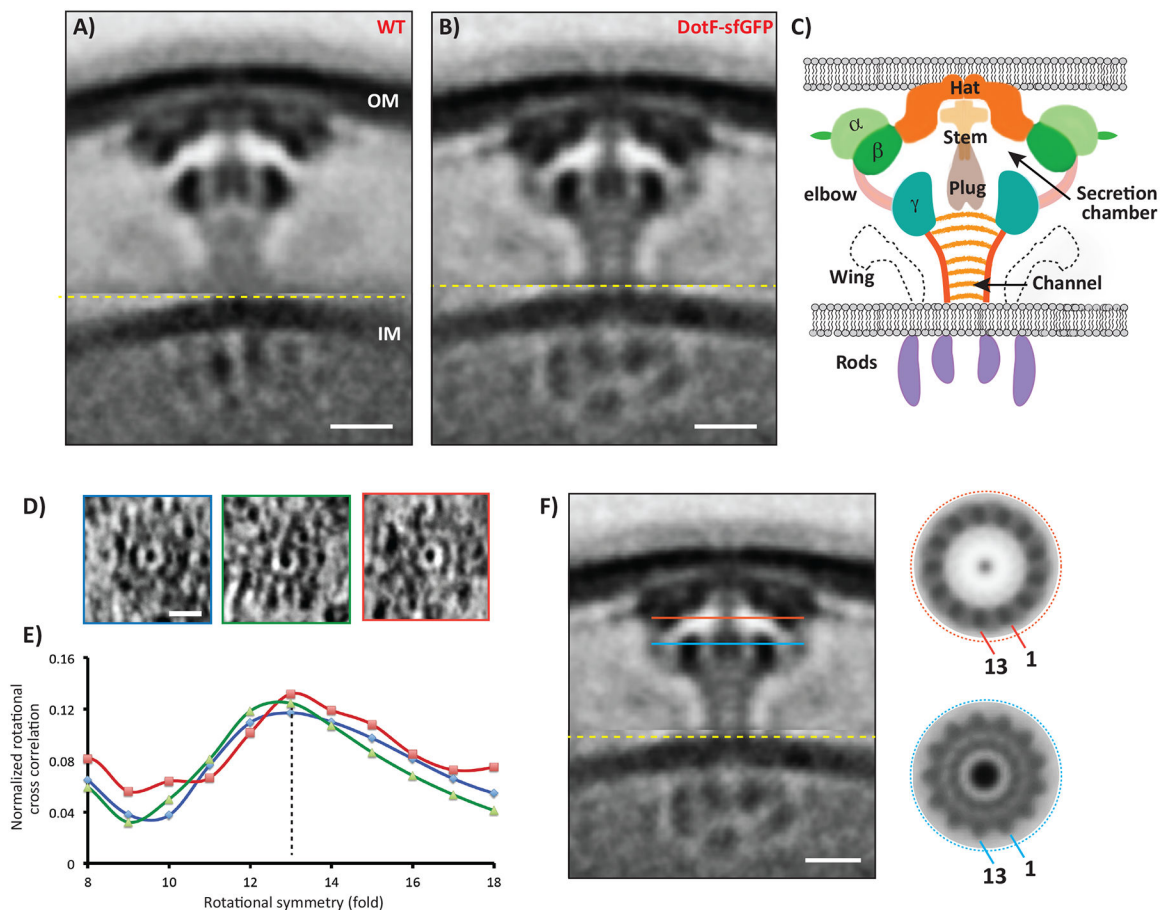 A)
WT
OM
IM
B)
DotF-sfGFP
C)
Hat
α
β
Stem
elbow
γ
Plug
Secretion
chamber
Wing
Channel
Rods
D)
E)
Normalized rotational
cross correlation
0.16
0.12
0.08
0.04
0
8
10
12
14
16
18
Rotational symmetry (fold)
F)
13
1
13
1